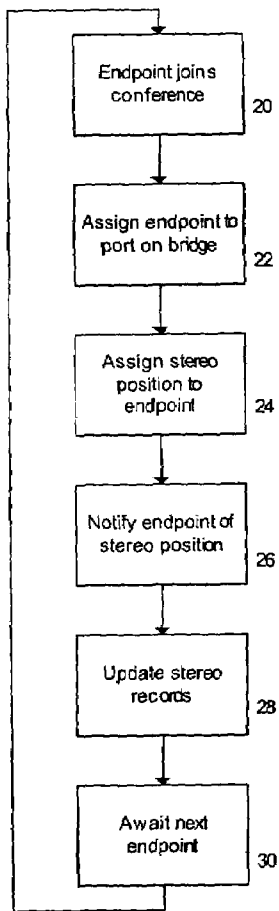 Endpoint joins
conference
20
Assign endpoint to
port on bridge
22
Assign stereo
position to
endpoint
24
Notify endpoint of
stereo position
26
Update stereo
records
28
Await next
endpoint
30